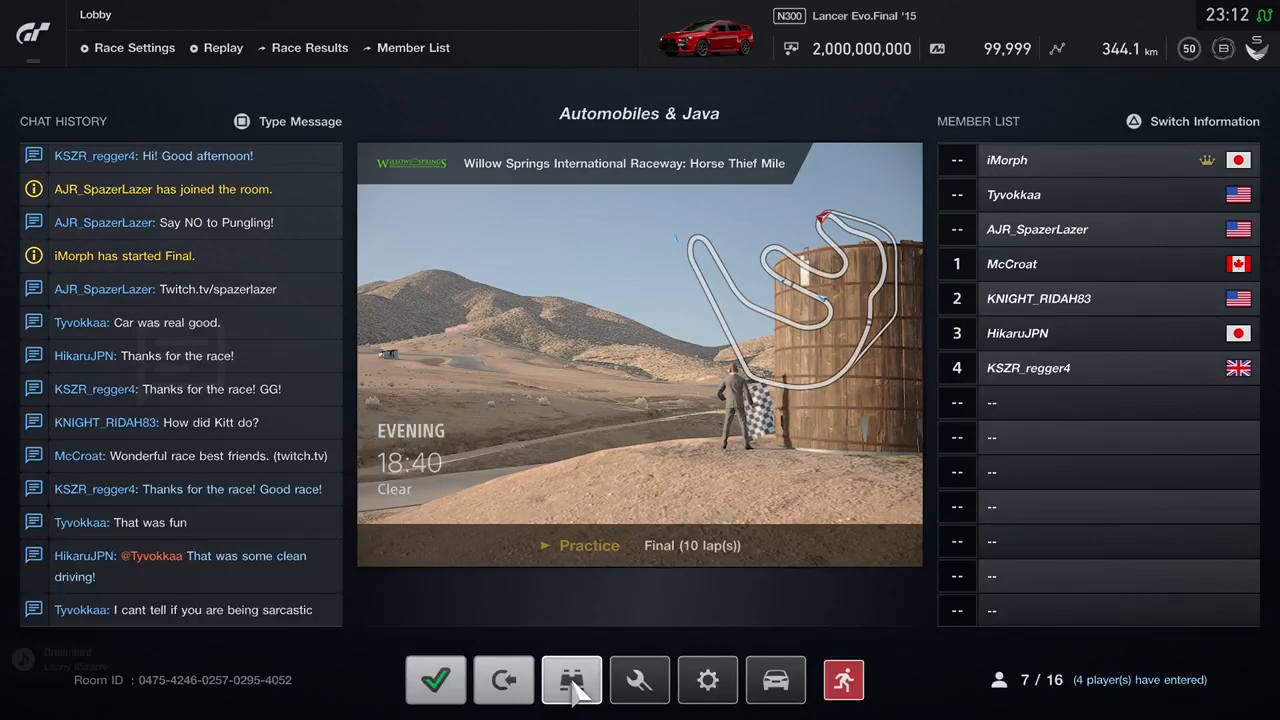 Lobby
Race Settings
Replay
Race Results
Member List
N300
Lancer Evo.Final '15
2,000,000,000
99,999
344.1 km
50
B
S
23:12
Automobiles & Java
CHAT HISTORY
Type Message
KSZR_regger4: Hi! Good afternoon!
AJR_SpazerLazer has joined the room.
AJR_SpazerLazer: Say NO to Pungling!
iMorph has started Final.
AJR_SpazerLazer: Twitch.tv/spazerlazer
Tyvokkaa: Car was real good.
HikaruJPN: Thanks for the race!
KSZR_regger4: Thanks for the race! GG!
KNIGHT_RIDAH83: How did Kitt do?
McCroat: Wonderful race best friends. (twitch.tv)
KSZR_regger4: Thanks for the race! Good race!
Tyvokkaa: That was fun
HikaruJPN: @Tyvokkaa That was some clean
driving!
Tyvokkaa: I cant tell if you are being sarcastic
WILLOW SPRINGS
Willow Springs International Raceway: Horse Thief Mile
EVENING
18:40
Clear
Practice
Final (10 lap(s))
MEMBER LIST
Switch Information
-- iMorph
-- Tyvokkaa
-- AJR_SpazerLazer
1 McCroat
2 KNIGHT_RIDAH83
3 HikaruJPN
4 KSZR_regger4
-- --
-- --
-- --
-- --
-- --
-- --
-- --
Room ID : 0475-4246-0257-0295-4052
7 / 16
(4 player(s) have entered)